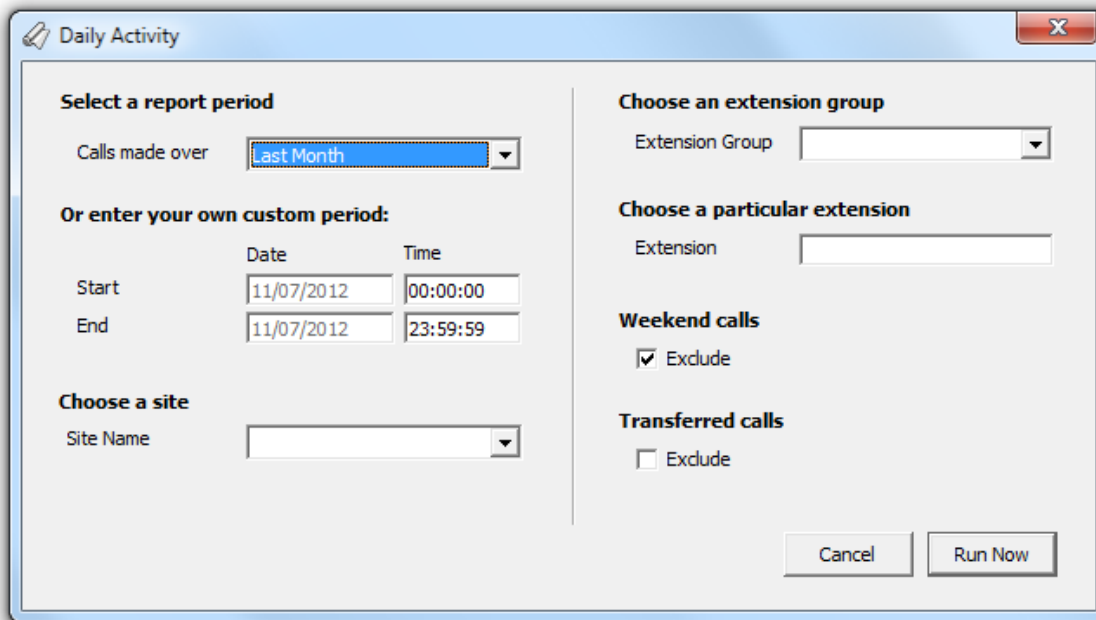 Daily Activity
Select a report period
Calls made over Last Month
Or enter your own custom period:
Date Time
Start 11/07/2012 00:00:00
End 11/07/2012 23:59:59
Choose a site
Site Name
Choose an extension group
Extension Group
Choose a particular extension
Extension
Weekend calls
Exclude
Transferred calls
Exclude
Cancel Run Now